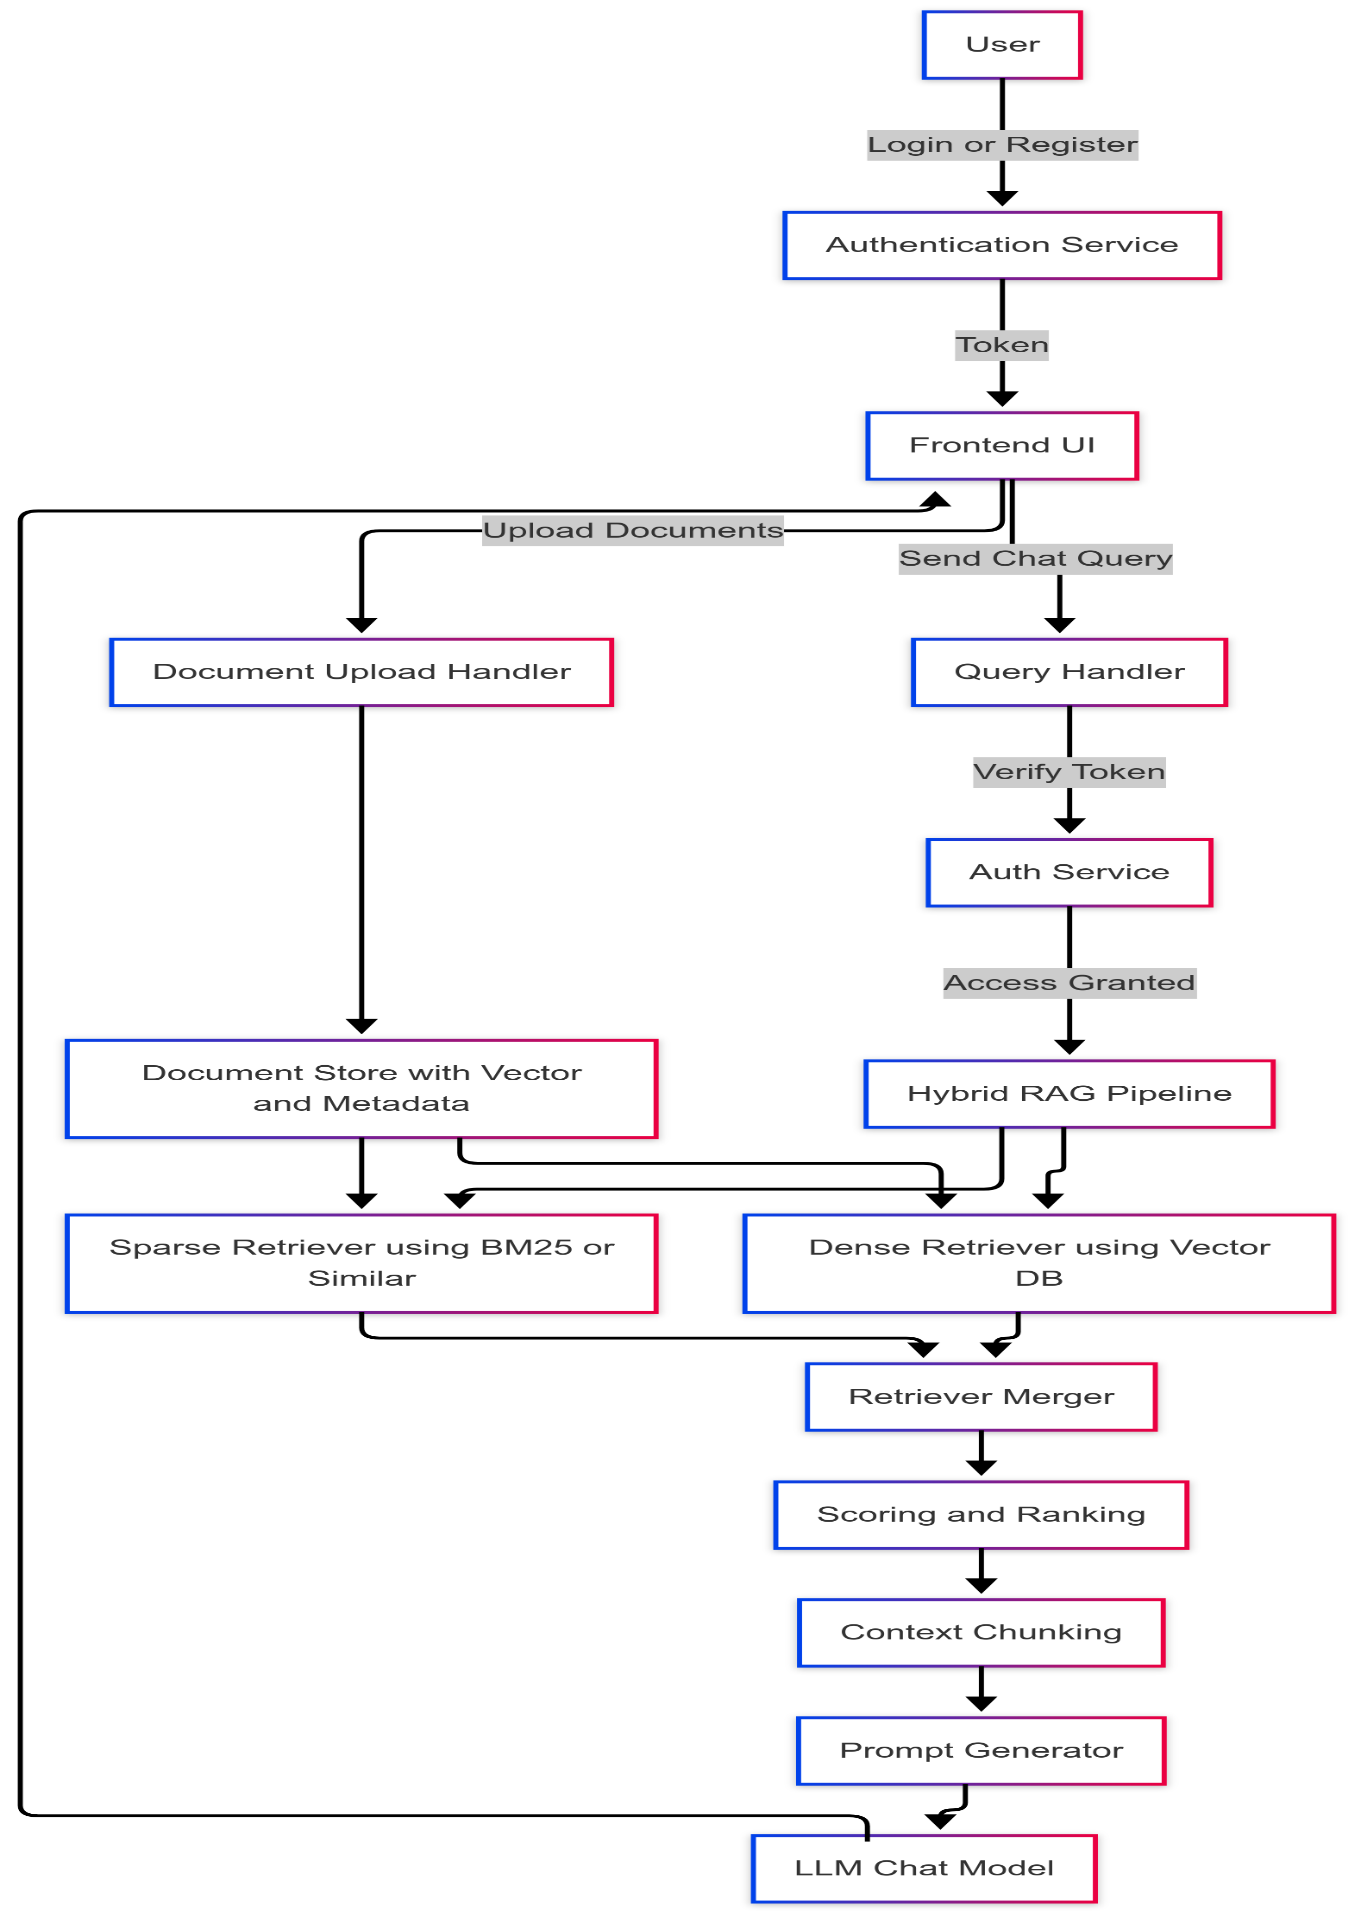 User
Login or Register
Authentication Service
Token
Frontend UI
Upload Documents
Send Chat Query
Document Upload Handler
Query Handler
Verify Token
Auth Service
Access Granted
Document Store with Vector
and Metadata
Hybrid RAG Pipeline
Sparse Retriever using BM25 or
Similar
Dense Retriever using Vector
DB
Retriever Merger
Scoring and Ranking
Context Chunking
Prompt Generator
LLM Chat Model